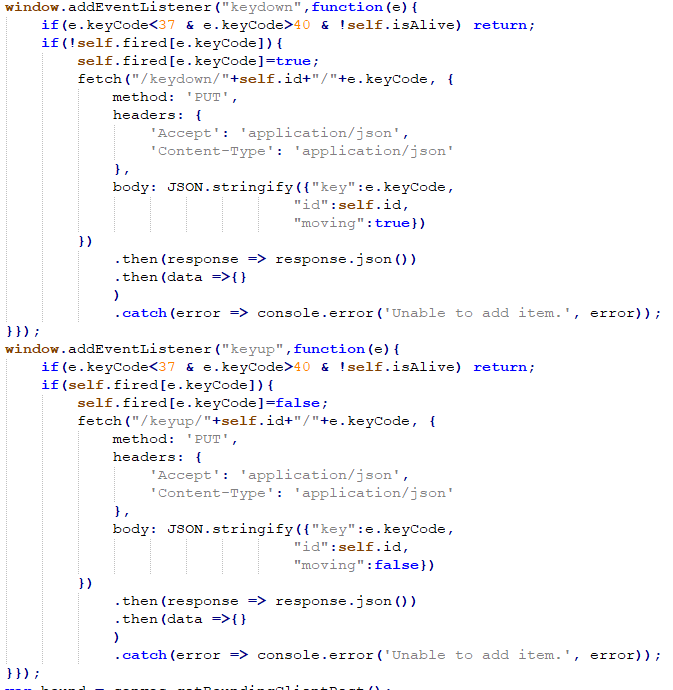 window.addEventListener("keydown",function(e){
    if(e.keyCode<37 & e.keyCode>40 & !self.isAlive) return;
    if(!self.fired[e.keyCode]){
        self.fired[e.keyCode]=true;
        fetch("/keydown/"+self.id+"/"+e.keyCode, {
            method: 'PUT',
            headers: {
                'Accept': 'application/json',
                'Content-Type': 'application/json'
            },
            body: JSON.stringify({"key":e.keyCode,
                                "id":self.id,
                                "moving":true})
        })
            .then(response => response.json())
            .then(data =>{}
            )
            .catch(error => console.error('Unable to add item.', error));
}});
window.addEventListener("keyup",function(e){
    if(e.keyCode<37 & e.keyCode>40 & !self.isAlive) return;
    if(self.fired[e.keyCode]){
        self.fired[e.keyCode]=false;
        fetch("/keyup/"+self.id+"/"+e.keyCode, {
            method: 'PUT',
            headers: {
                'Accept': 'application/json',
                'Content-Type': 'application/json'
            },
            body: JSON.stringify({"key":e.keyCode,
                                "id":self.id,
                                "moving":false})
        })
            .then(response => response.json())
            .then(data =>{}
            )
            .catch(error => console.error('Unable to add item.', error));
}});